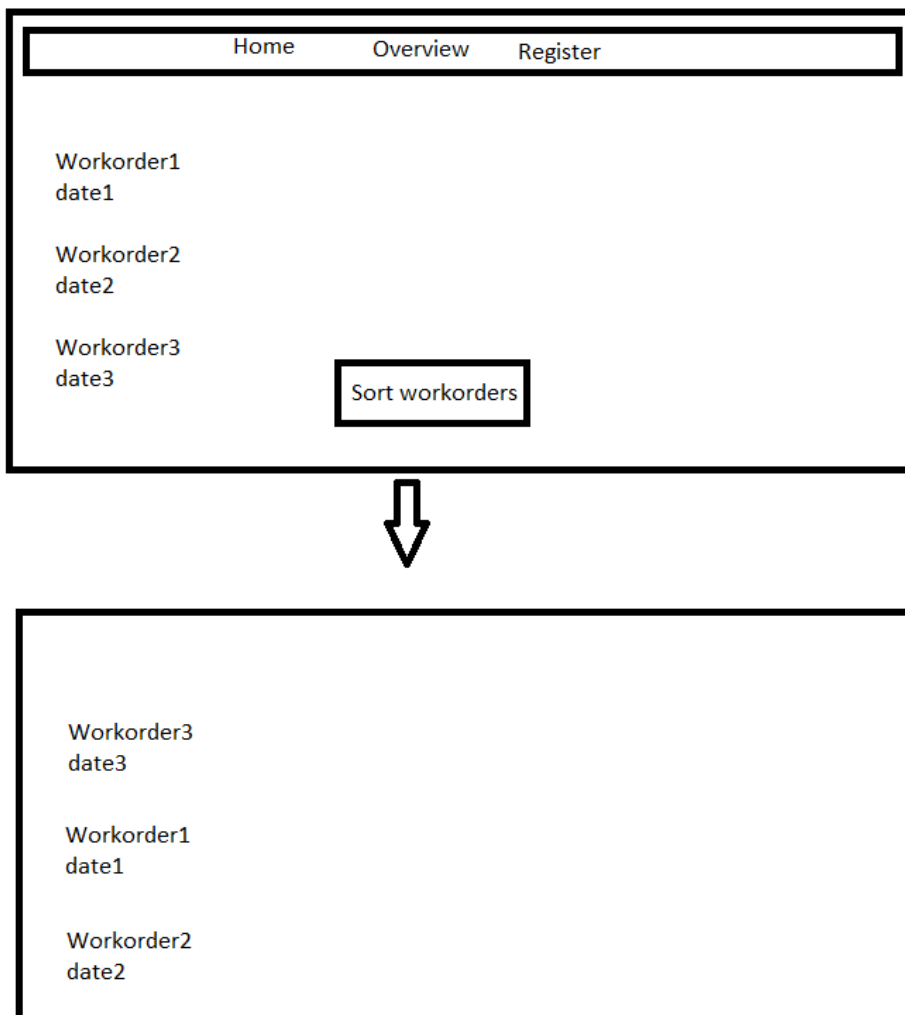 Home Overview Register
Workorder1
date1
Workorder2
date2
Workorder3
date3
Sort workorders
Workorder3
date3
Workorder1
date1
Workorder2
date2